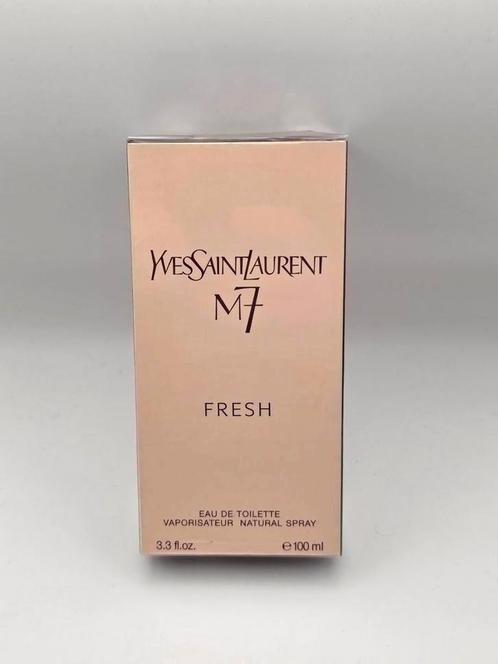 YVESSAINTLAURENT
M7
FRESH
EAU DE TOILETTE
VAPORISATEUR NATURAL SPRAY
3.3 fl.oz. ℮100 ml